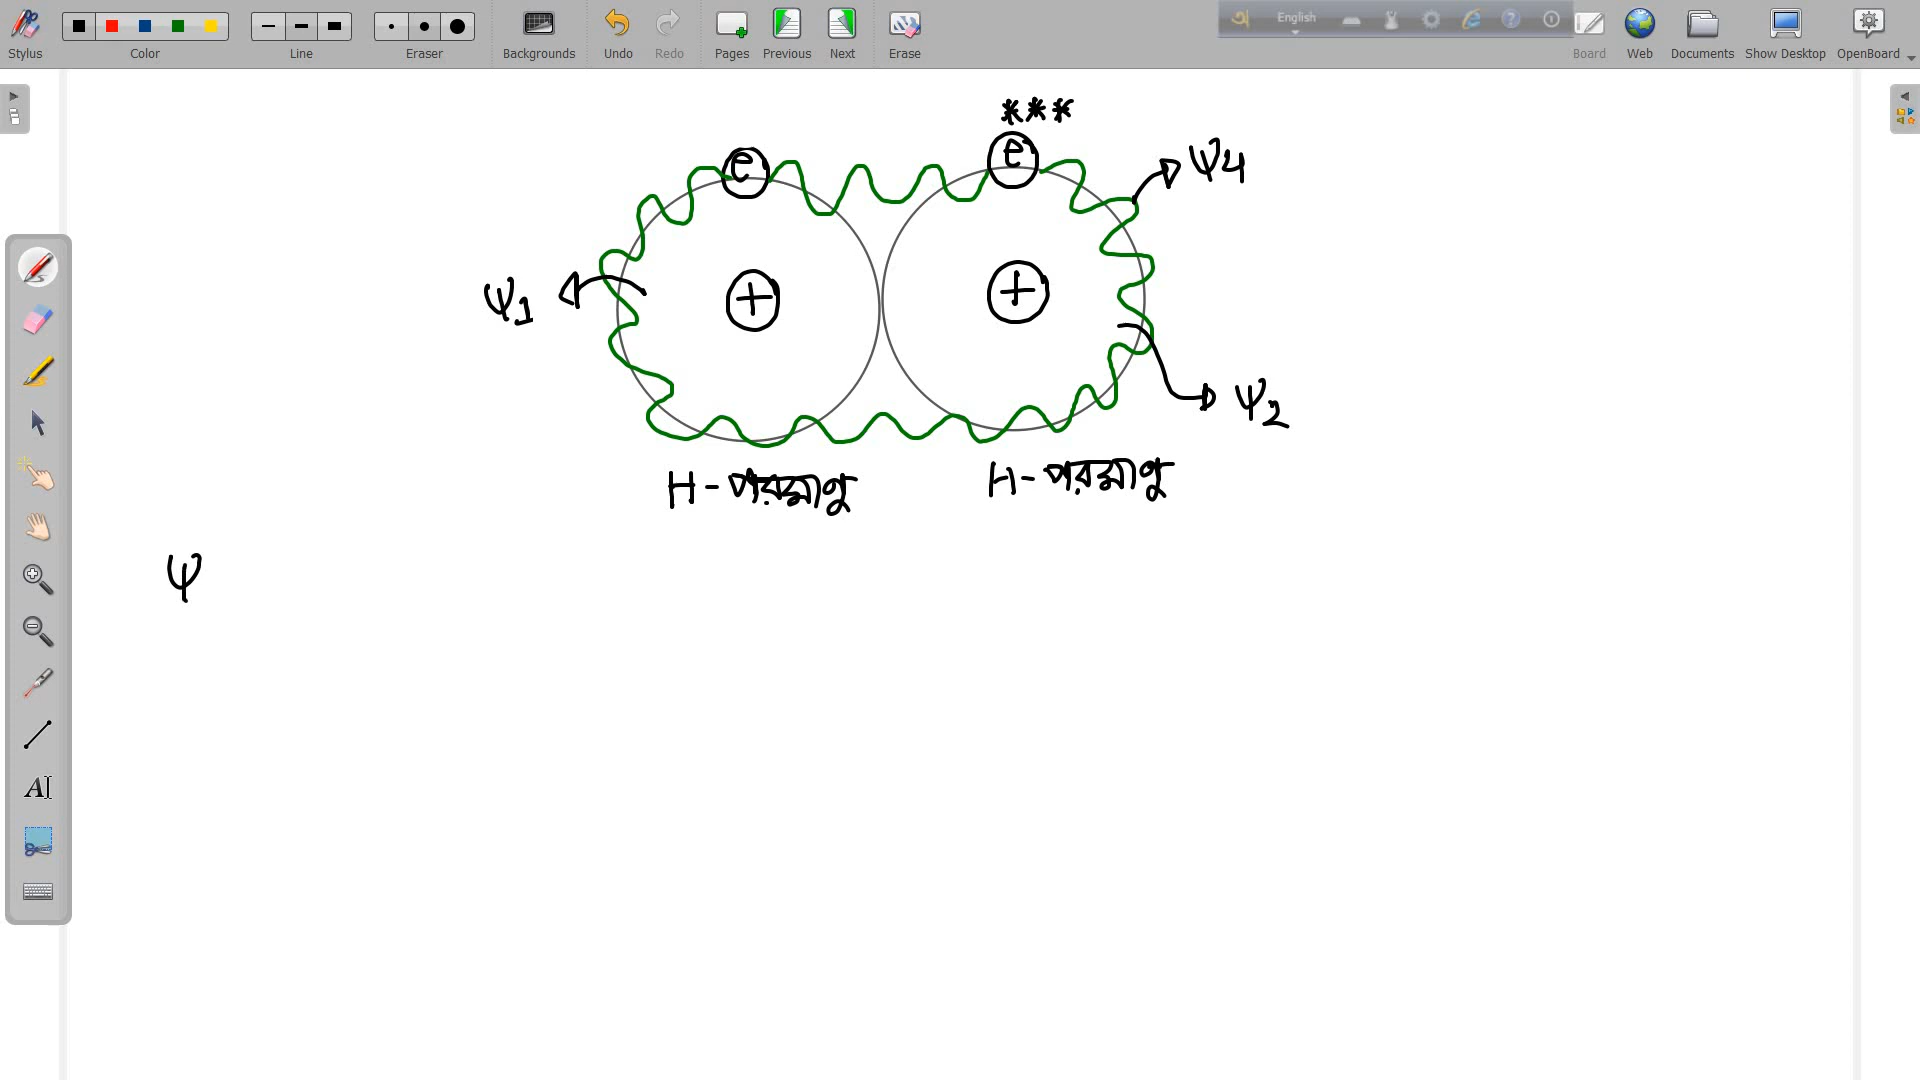 Stylus Color Line Eraser Backgrounds Undo Redo Pages Previous Next Erase English Board Web Documents Show Desktop OpenBoard
***
e e
ψ4
ψ1 + +
ψ2
H-পরমাণু H-পরমাণু
ψ